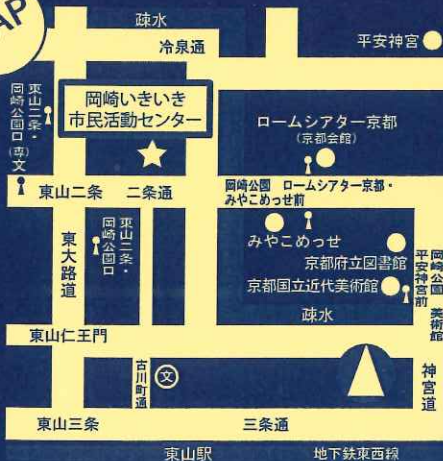 MAP
疎水
冷泉通
平安神宮
岡崎いきいき
市民活動センター
東山二条・
岡崎公園口
(専)文
ロームシアター京都
(京都会館)
東山二条
二条通
岡崎公園 ロームシアター京都・
みやこめっせ前
東大路道
東山二条・
岡崎公園口
みやこめっせ
京都府立図書館
京都国立近代美術館
岡崎公園 美術館
平安神宮前
疎水
東山仁王門
古川町通
文
神宮道
東山三条
三条通
東山駅
地下鉄東西線